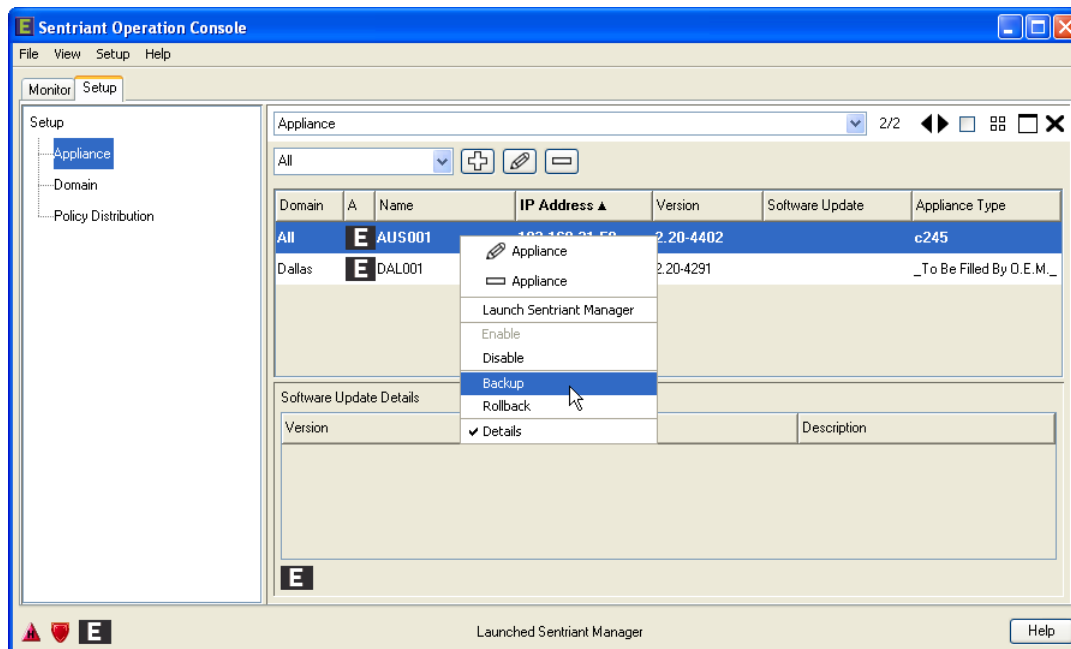 E Sentriant Operation Console
File View Setup Help
Monitor Setup
Setup
Appliance
Domain
Policy Distribution
Appliance 2/2
All
Domain A Name IP Address ▲ Version Software Update Appliance Type
All E AUS001 2.20-4402 c245
Dallas E DAL001 2.20-4291 _To Be Filled By O.E.M._
Appliance
Appliance
Launch Sentriant Manager
Enable
Disable
Backup
Rollback
✔ Details
Software Update Details
Version Description
E
H E Launched Sentriant Manager Help